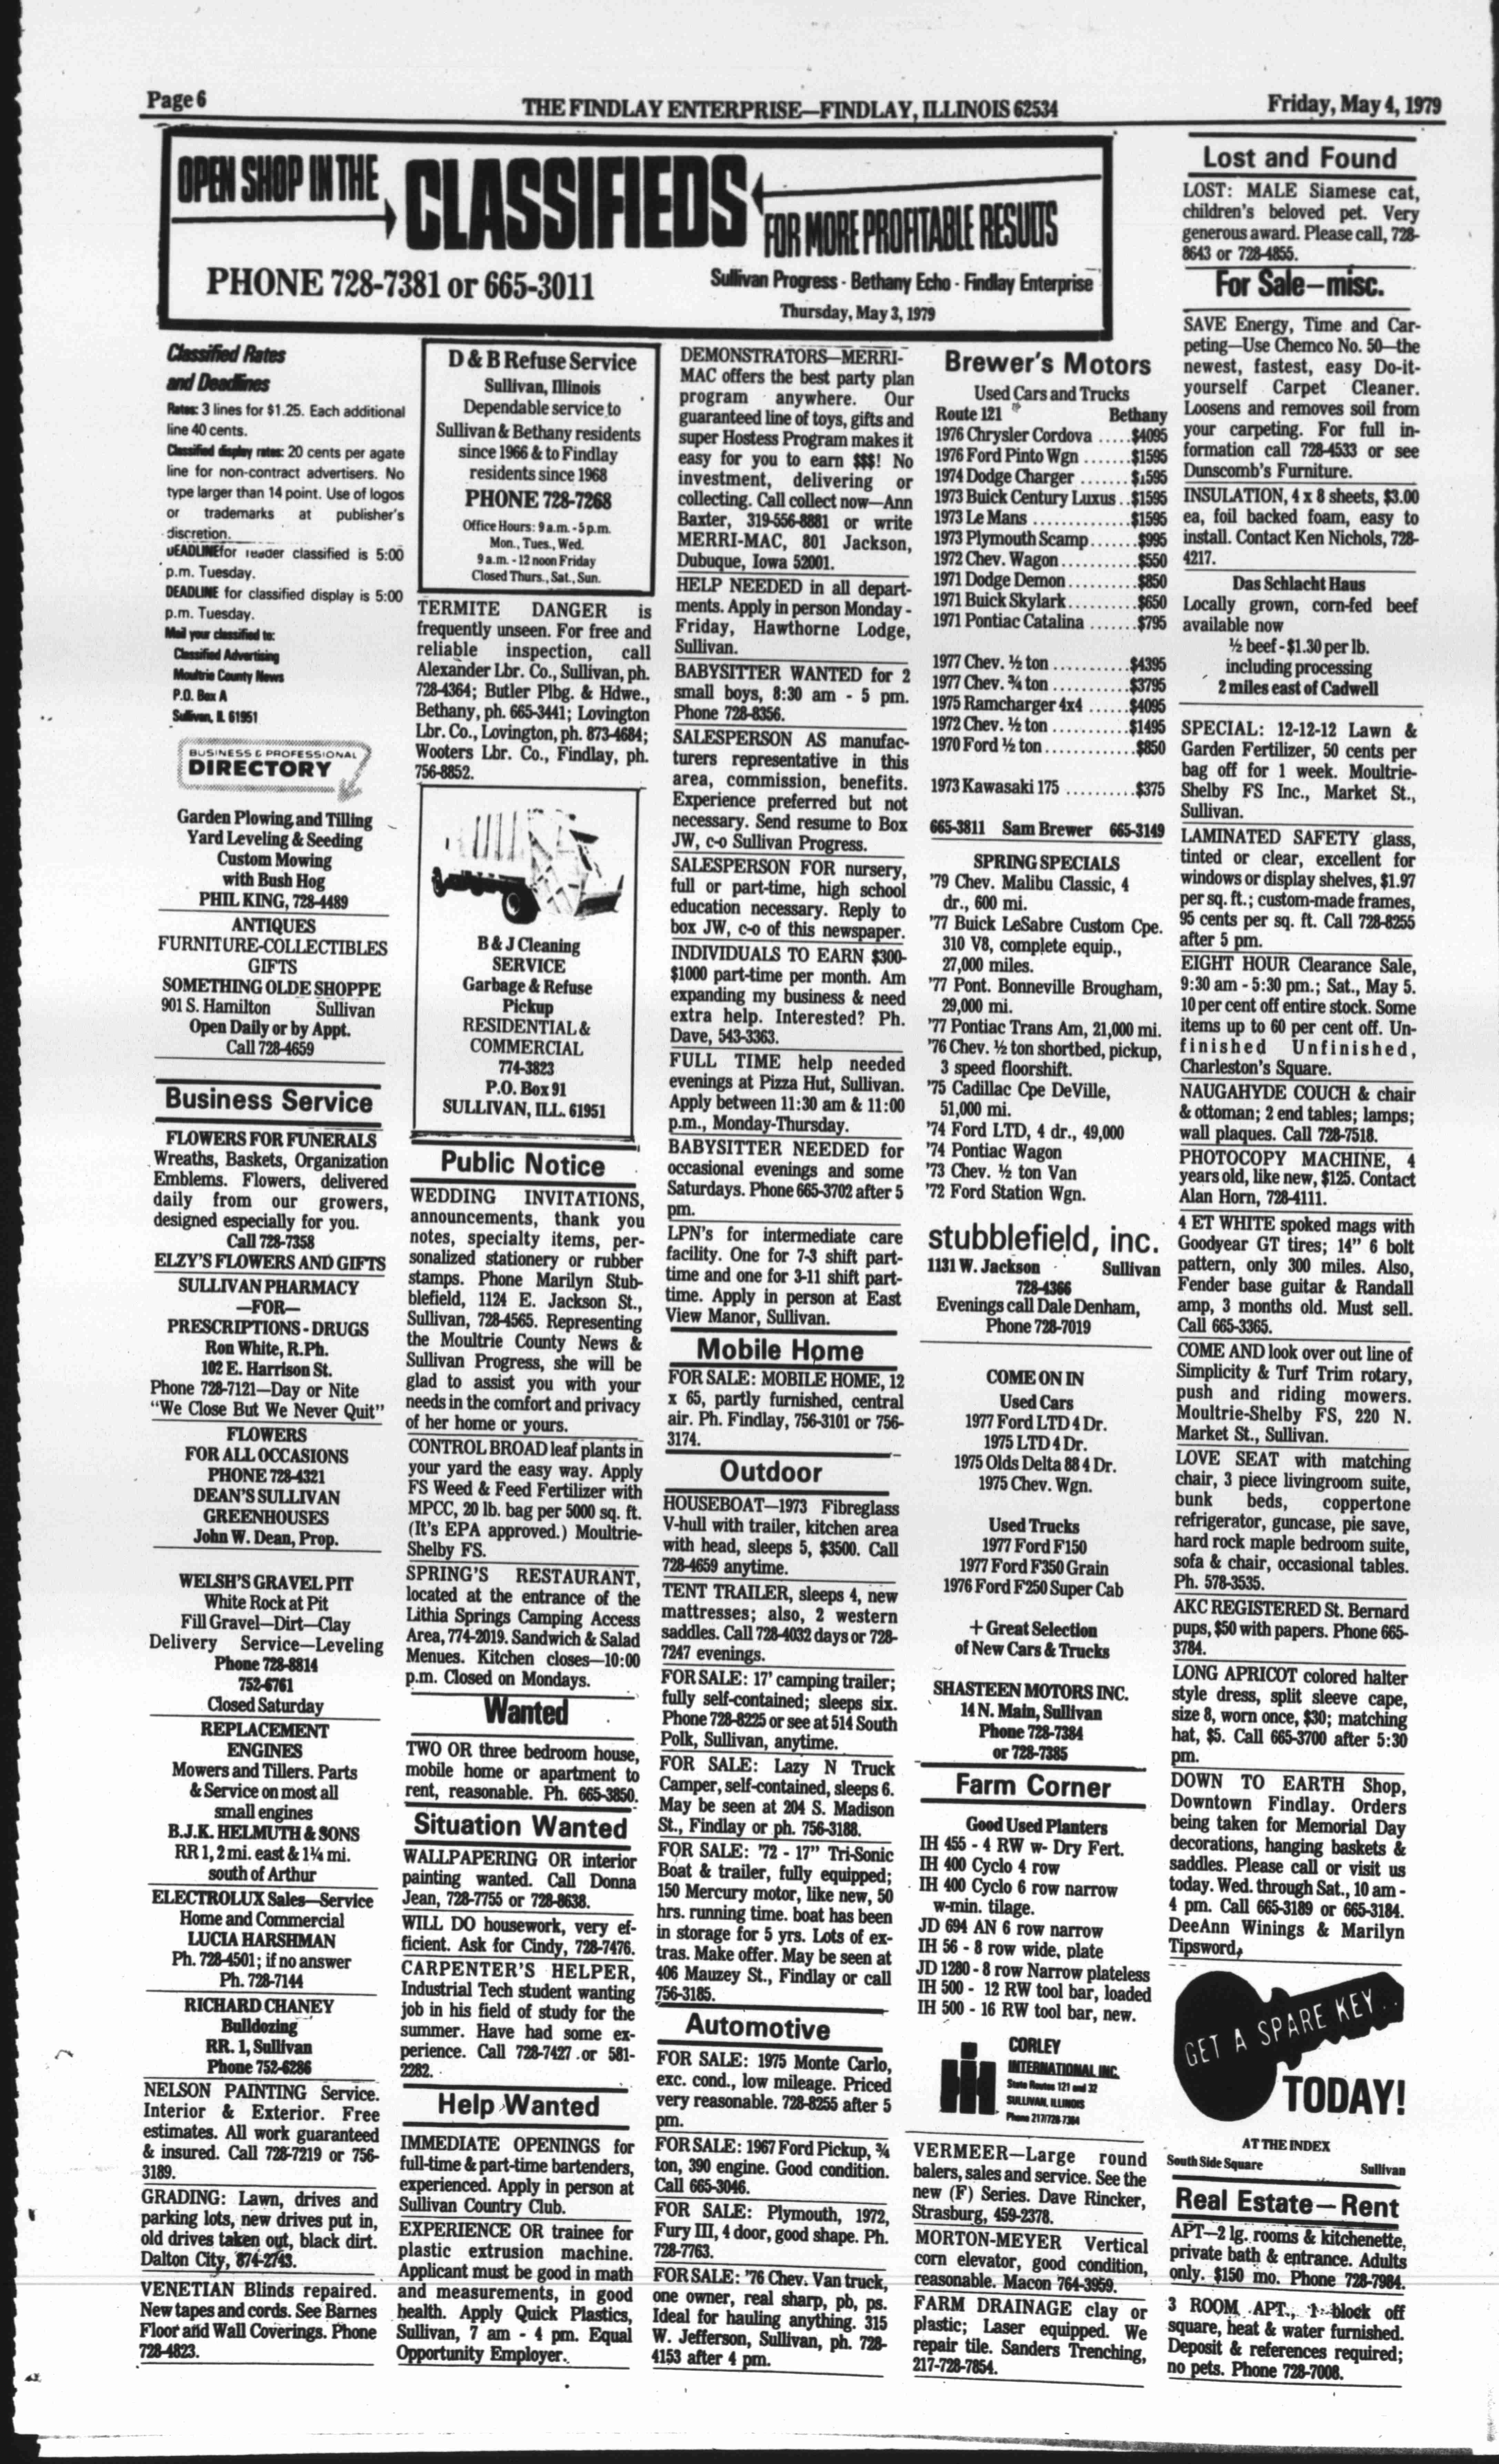 Page 6
THE FINDLAY ENTERPRISE—FINDLAY, ILLINOIS 62534
Friday, May 4, 1979
OPEN SHOP IN THE
CLASSIFIEDS
FOR MORE PROFITABLE RESULTS
PHONE 728-7381 or 665-3011
Sullivan Progress - Bethany Echo - Findlay Enterprise
Thursday, May 3, 1979
Classified Rates
and Deadlines
Rates: 3 lines for $1.25. Each additional
line 40 cents.
Classified display rates: 20 cents per agate
line for non-contract advertisers. No
type larger than 14 point. Use of logos
or trademarks at publisher's
discretion.
DEADLINE for reader classified is 5:00
p.m. Tuesday.
DEADLINE for classified display is 5:00
p.m. Tuesday.
Mail your classified to:
Classified Advertising
Moultrie County News
P.O. Box A
Sullivan, IL 61951
BUSINESS & PROFESSIONAL
DIRECTORY
Garden Plowing and Tilling
Yard Leveling & Seeding
Custom Mowing
with Bush Hog
PHIL KING, 728-4489
ANTIQUES
FURNITURE-COLLECTIBLES
GIFTS
SOMETHING OLDE SHOPPE
901 S. Hamilton Sullivan
Open Daily or by Appt.
Call 728-4659
Business Service
FLOWERS FOR FUNERALS
Wreaths, Baskets, Organization
Emblems. Flowers, delivered
daily from our growers,
designed especially for you.
Call 728-7358
ELZY'S FLOWERS AND GIFTS
SULLIVAN PHARMACY
—FOR—
PRESCRIPTIONS - DRUGS
Ron White, R.Ph.
102 E. Harrison St.
Phone 728-7121—Day or Nite
"We Close But We Never Quit"
FLOWERS
FOR ALL OCCASIONS
PHONE 728-4321
DEAN'S SULLIVAN
GREENHOUSES
John W. Dean, Prop.
WELSH'S GRAVEL PIT
White Rock at Pit
Fill Gravel—Dirt—Clay
Delivery Service—Leveling
Phone 728-8814
752-6761
Closed Saturday
REPLACEMENT
ENGINES
Mowers and Tillers. Parts
& Service on most all
small engines
B.J.K. HELMUTH & SONS
RR 1, 2 mi. east & 1¼ mi.
south of Arthur
ELECTROLUX Sales—Service
Home and Commercial
LUCIA HARSHMAN
Ph. 728-4501; if no answer
Ph. 728-7144
RICHARD CHANEY
Bulldozing
RR. 1, Sullivan
Phone 752-6286
NELSON PAINTING Service.
Interior & Exterior. Free
estimates. All work guaranteed
& insured. Call 728-7219 or 756-
3189.
GRADING: Lawn, drives and
parking lots, new drives put in,
old drives taken out, black dirt.
Dalton City, 874-2743.
VENETIAN Blinds repaired.
New tapes and cords. See Barnes
Floor and Wall Coverings. Phone
728-4823.
D & B Refuse Service
Sullivan, Illinois
Dependable service to
Sullivan & Bethany residents
since 1966 & to Findlay
residents since 1968
PHONE 728-7268
Office Hours: 9 a.m. - 5 p.m.
Mon., Tues., Wed.
9 a.m. - 12 noon Friday
Closed Thurs., Sat., Sun.
TERMITE DANGER is
frequently unseen. For free and
reliable inspection, call
Alexander Lbr. Co., Sullivan, ph.
728-4364; Butler Plbg. & Hdwe.,
Bethany, ph. 665-3441; Lovington
Lbr. Co., Lovington, ph. 873-4684;
Wooters Lbr. Co., Findlay, ph.
756-8852.
B & J Cleaning
SERVICE
Garbage & Refuse
Pickup
RESIDENTIAL &
COMMERCIAL
774-3823
P.O. Box 91
SULLIVAN, ILL. 61951
Public Notice
WEDDING INVITATIONS,
announcements, thank you
notes, specialty items, per-
sonalized stationery or rubber
stamps. Phone Marilyn Stub-
blefield, 1124 E. Jackson St.,
Sullivan, 728-4565. Representing
the Moultrie County News &
Sullivan Progress, she will be
glad to assist you with your
needs in the comfort and privacy
of her home or yours.
CONTROL BROAD leaf plants in
your yard the easy way. Apply
FS Weed & Feed Fertilizer with
MPCC, 20 lb. bag per 5000 sq. ft.
(It's EPA approved.) Moultrie-
Shelby FS.
SPRING'S RESTAURANT,
located at the entrance of the
Lithia Springs Camping Access
Area, 774-2019. Sandwich & Salad
Menues. Kitchen closes—10:00
p.m. Closed on Mondays.
Wanted
TWO OR three bedroom house,
mobile home or apartment to
rent, reasonable. Ph. 665-3850.
Situation Wanted
WALLPAPERING OR interior
painting wanted. Call Donna
Jean, 728-7755 or 728-8638.
WILL DO housework, very ef-
ficient. Ask for Cindy, 728-7476.
CARPENTER'S HELPER,
Industrial Tech student wanting
job in his field of study for the
summer. Have had some ex-
perience. Call 728-7427 or 581-
2282.
Help Wanted
IMMEDIATE OPENINGS for
full-time & part-time bartenders,
experienced. Apply in person at
Sullivan Country Club.
EXPERIENCE OR trainee for
plastic extrusion machine.
Applicant must be good in math
and measurements, in good
health. Apply Quick Plastics,
Sullivan, 7 am - 4 pm. Equal
Opportunity Employer.
DEMONSTRATORS—MERRI-
MAC offers the best party plan
program anywhere. Our
guaranteed line of toys, gifts and
super Hostess Program makes it
easy for you to earn $$$! No
investment, delivering or
collecting. Call collect now—Ann
Baxter, 319-556-8881 or write
MERRI-MAC, 801 Jackson,
Dubuque, Iowa 52001.
HELP NEEDED in all depart-
ments. Apply in person Monday -
Friday, Hawthorne Lodge,
Sullivan.
BABYSITTER WANTED for 2
small boys, 8:30 am - 5 pm.
Phone 728-8356.
SALESPERSON AS manufac-
turers representative in this
area, commission, benefits.
Experience preferred but not
necessary. Send resume to Box
JW, c-o Sullivan Progress.
SALESPERSON FOR nursery,
full or part-time, high school
education necessary. Reply to
box JW, c-o of this newspaper.
INDIVIDUALS TO EARN $300-
$1000 part-time per month. Am
expanding my business & need
extra help. Interested? Ph.
Dave, 543-3363.
FULL TIME help needed
evenings at Pizza Hut, Sullivan.
Apply between 11:30 am & 11:00
p.m., Monday-Thursday.
BABYSITTER NEEDED for
occasional evenings and some
Saturdays. Phone 665-3702 after 5
pm.
LPN's for intermediate care
facility. One for 7-3 shift part-
time and one for 3-11 shift part-
time. Apply in person at East
View Manor, Sullivan.
Mobile Home
FOR SALE: MOBILE HOME, 12
x 65, partly furnished, central
air. Ph. Findlay, 756-3101 or 756-
3174.
Outdoor
HOUSEBOAT—1973 Fibreglass
V-hull with trailer, kitchen area
with head, sleeps 5, $3500. Call
728-4659 anytime.
TENT TRAILER, sleeps 4, new
mattresses; also, 2 western
saddles. Call 728-4032 days or 728-
7247 evenings.
FOR SALE: 17' camping trailer;
fully self-contained; sleeps six.
Phone 728-8225 or see at 514 South
Polk, Sullivan, anytime.
FOR SALE: Lazy N Truck
Camper, self-contained, sleeps 6.
May be seen at 204 S. Madison
St., Findlay or ph. 756-3188.
FOR SALE: '72 - 17" Tri-Sonic
Boat & trailer, fully equipped;
150 Mercury motor, like new, 50
hrs. running time. boat has been
in storage for 5 yrs. Lots of ex-
tras. Make offer. May be seen at
406 Mauzey St., Findlay or call
756-3185.
Automotive
FOR SALE: 1975 Monte Carlo,
exc. cond., low mileage. Priced
very reasonable. 728-8255 after 5
pm.
FOR SALE: 1967 Ford Pickup, ¾
ton, 390 engine. Good condition.
Call 665-3046.
FOR SALE: Plymouth, 1972,
Fury III, 4 door, good shape. Ph.
728-7763.
FOR SALE: '76 Chev. Van truck,
one owner, real sharp, pb, ps.
Ideal for hauling anything. 315
W. Jefferson, Sullivan, ph. 728-
4153 after 4 pm.
Brewer's Motors
Used Cars and Trucks
Route 121 Bethany
1976 Chrysler Cordova .....$4095
1976 Ford Pinto Wgn .......$1595
1974 Dodge Charger .......$1595
1973 Buick Century Luxus ..$1595
1973 Le Mans .............$1595
1973 Plymouth Scamp.......$995
1972 Chev. Wagon..........$550
1971 Dodge Demon.........$850
1971 Buick Skylark.........$650
1971 Pontiac Catalina ......$795
1977 Chev. ½ ton ..........$4395
1977 Chev. ¾ ton ..........$3795
1975 Ramcharger 4x4 ......$4095
1972 Chev. ½ ton ..........$1495
1970 Ford ½ ton............$850
1973 Kawasaki 175 .........$375
665-3811 Sam Brewer 665-3149
SPRING SPECIALS
'79 Chev. Malibu Classic, 4
dr., 600 mi.
'77 Buick LeSabre Custom Cpe.
310 V8, complete equip.,
27,000 miles.
'77 Pont. Bonneville Brougham,
29,000 mi.
'77 Pontiac Trans Am, 21,000 mi.
'76 Chev. ½ ton shortbed, pickup,
3 speed floorshift.
'75 Cadillac Cpe DeVille,
51,000 mi.
'74 Ford LTD, 4 dr., 49,000
'74 Pontiac Wagon
'73 Chev. ½ ton Van
'72 Ford Station Wgn.
stubblefield, inc.
1131 W. Jackson Sullivan
728-4366
Evenings call Dale Denham,
Phone 728-7019
COME ON IN
Used Cars
1977 Ford LTD 4 Dr.
1975 LTD 4 Dr.
1975 Olds Delta 88 4 Dr.
1975 Chev. Wgn.
Used Trucks
1977 Ford F150
1977 Ford F350 Grain
1976 Ford F250 Super Cab
+ Great Selection
of New Cars & Trucks
SHASTEEN MOTORS INC.
14 N. Main, Sullivan
Phone 728-7384
or 728-7385
Farm Corner
Good Used Planters
IH 455 - 4 RW w- Dry Fert.
IH 400 Cyclo 4 row
IH 400 Cyclo 6 row narrow
w-min. tilage.
JD 694 AN 6 row narrow
IH 56 - 8 row wide, plate
JD 1280 - 8 row Narrow plateless
IH 500 - 12 RW tool bar, loaded
IH 500 - 16 RW tool bar, new.
CORLEY
INTERNATIONAL INC.
State Routes 121 and 32
SULLIVAN, ILLINOIS
Phone 217/728-7364
VERMEER—Large round
balers, sales and service. See the
new (F) Series. Dave Rincker,
Strasburg, 459-2378.
MORTON-MEYER Vertical
corn elevator, good condition,
reasonable. Macon 764-3959.
FARM DRAINAGE clay or
plastic; Laser equipped. We
repair tile. Sanders Trenching,
217-728-7854.
Lost and Found
LOST: MALE Siamese cat,
children's beloved pet. Very
generous award. Please call, 728-
8643 or 728-4855.
For Sale—misc.
SAVE Energy, Time and Car-
peting—Use Chemco No. 50—the
newest, fastest, easy Do-it-
yourself Carpet Cleaner.
Loosens and removes soil from
your carpeting. For full in-
formation call 728-4533 or see
Dunscomb's Furniture.
INSULATION, 4 x 8 sheets, $3.00
ea, foil backed foam, easy to
install. Contact Ken Nichols, 728-
4217.
Das Schlacht Haus
Locally grown, corn-fed beef
available now
½ beef - $1.30 per lb.
including processing
2 miles east of Cadwell
SPECIAL: 12-12-12 Lawn &
Garden Fertilizer, 50 cents per
bag off for 1 week. Moultrie-
Shelby FS Inc., Market St.,
Sullivan.
LAMINATED SAFETY glass,
tinted or clear, excellent for
windows or display shelves, $1.97
per sq. ft.; custom-made frames,
95 cents per sq. ft. Call 728-8255
after 5 pm.
EIGHT HOUR Clearance Sale,
9:30 am - 5:30 pm.; Sat., May 5.
10 per cent off entire stock. Some
items up to 60 per cent off. Un-
finished Unfinished,
Charleston's Square.
NAUGAHYDE COUCH & chair
& ottoman; 2 end tables; lamps;
wall plaques. Call 728-7518.
PHOTOCOPY MACHINE, 4
years old, like new, $125. Contact
Alan Horn, 728-4111.
4 ET WHITE spoked mags with
Goodyear GT tires; 14" 6 bolt
pattern, only 300 miles. Also,
Fender base guitar & Randall
amp, 3 months old. Must sell.
Call 665-3365.
COME AND look over out line of
Simplicity & Turf Trim rotary,
push and riding mowers.
Moultrie-Shelby FS, 220 N.
Market St., Sullivan.
LOVE SEAT with matching
chair, 3 piece livingroom suite,
bunk beds, coppertone
refrigerator, guncase, pie save,
hard rock maple bedroom suite,
sofa & chair, occasional tables.
Ph. 578-3535.
AKC REGISTERED St. Bernard
pups, $50 with papers. Phone 665-
3784.
LONG APRICOT colored halter
style dress, split sleeve cape,
size 8, worn once, $30; matching
hat, $5. Call 665-3700 after 5:30
pm.
DOWN TO EARTH Shop,
Downtown Findlay. Orders
being taken for Memorial Day
decorations, hanging baskets &
saddles. Please call or visit us
today. Wed. through Sat., 10 am -
4 pm. Call 665-3189 or 665-3184.
DeeAnn Winings & Marilyn
Tipsword,
GET A SPARE KEY..
TODAY!
AT THE INDEX
South Side Square Sullivan
Real Estate—Rent
APT—2 lg. rooms & kitchenette,
private bath & entrance. Adults
only. $150 mo. Phone 728-7984.
3 ROOM APT., 1 block off
square, heat & water furnished.
Deposit & references required;
no pets. Phone 728-7008.